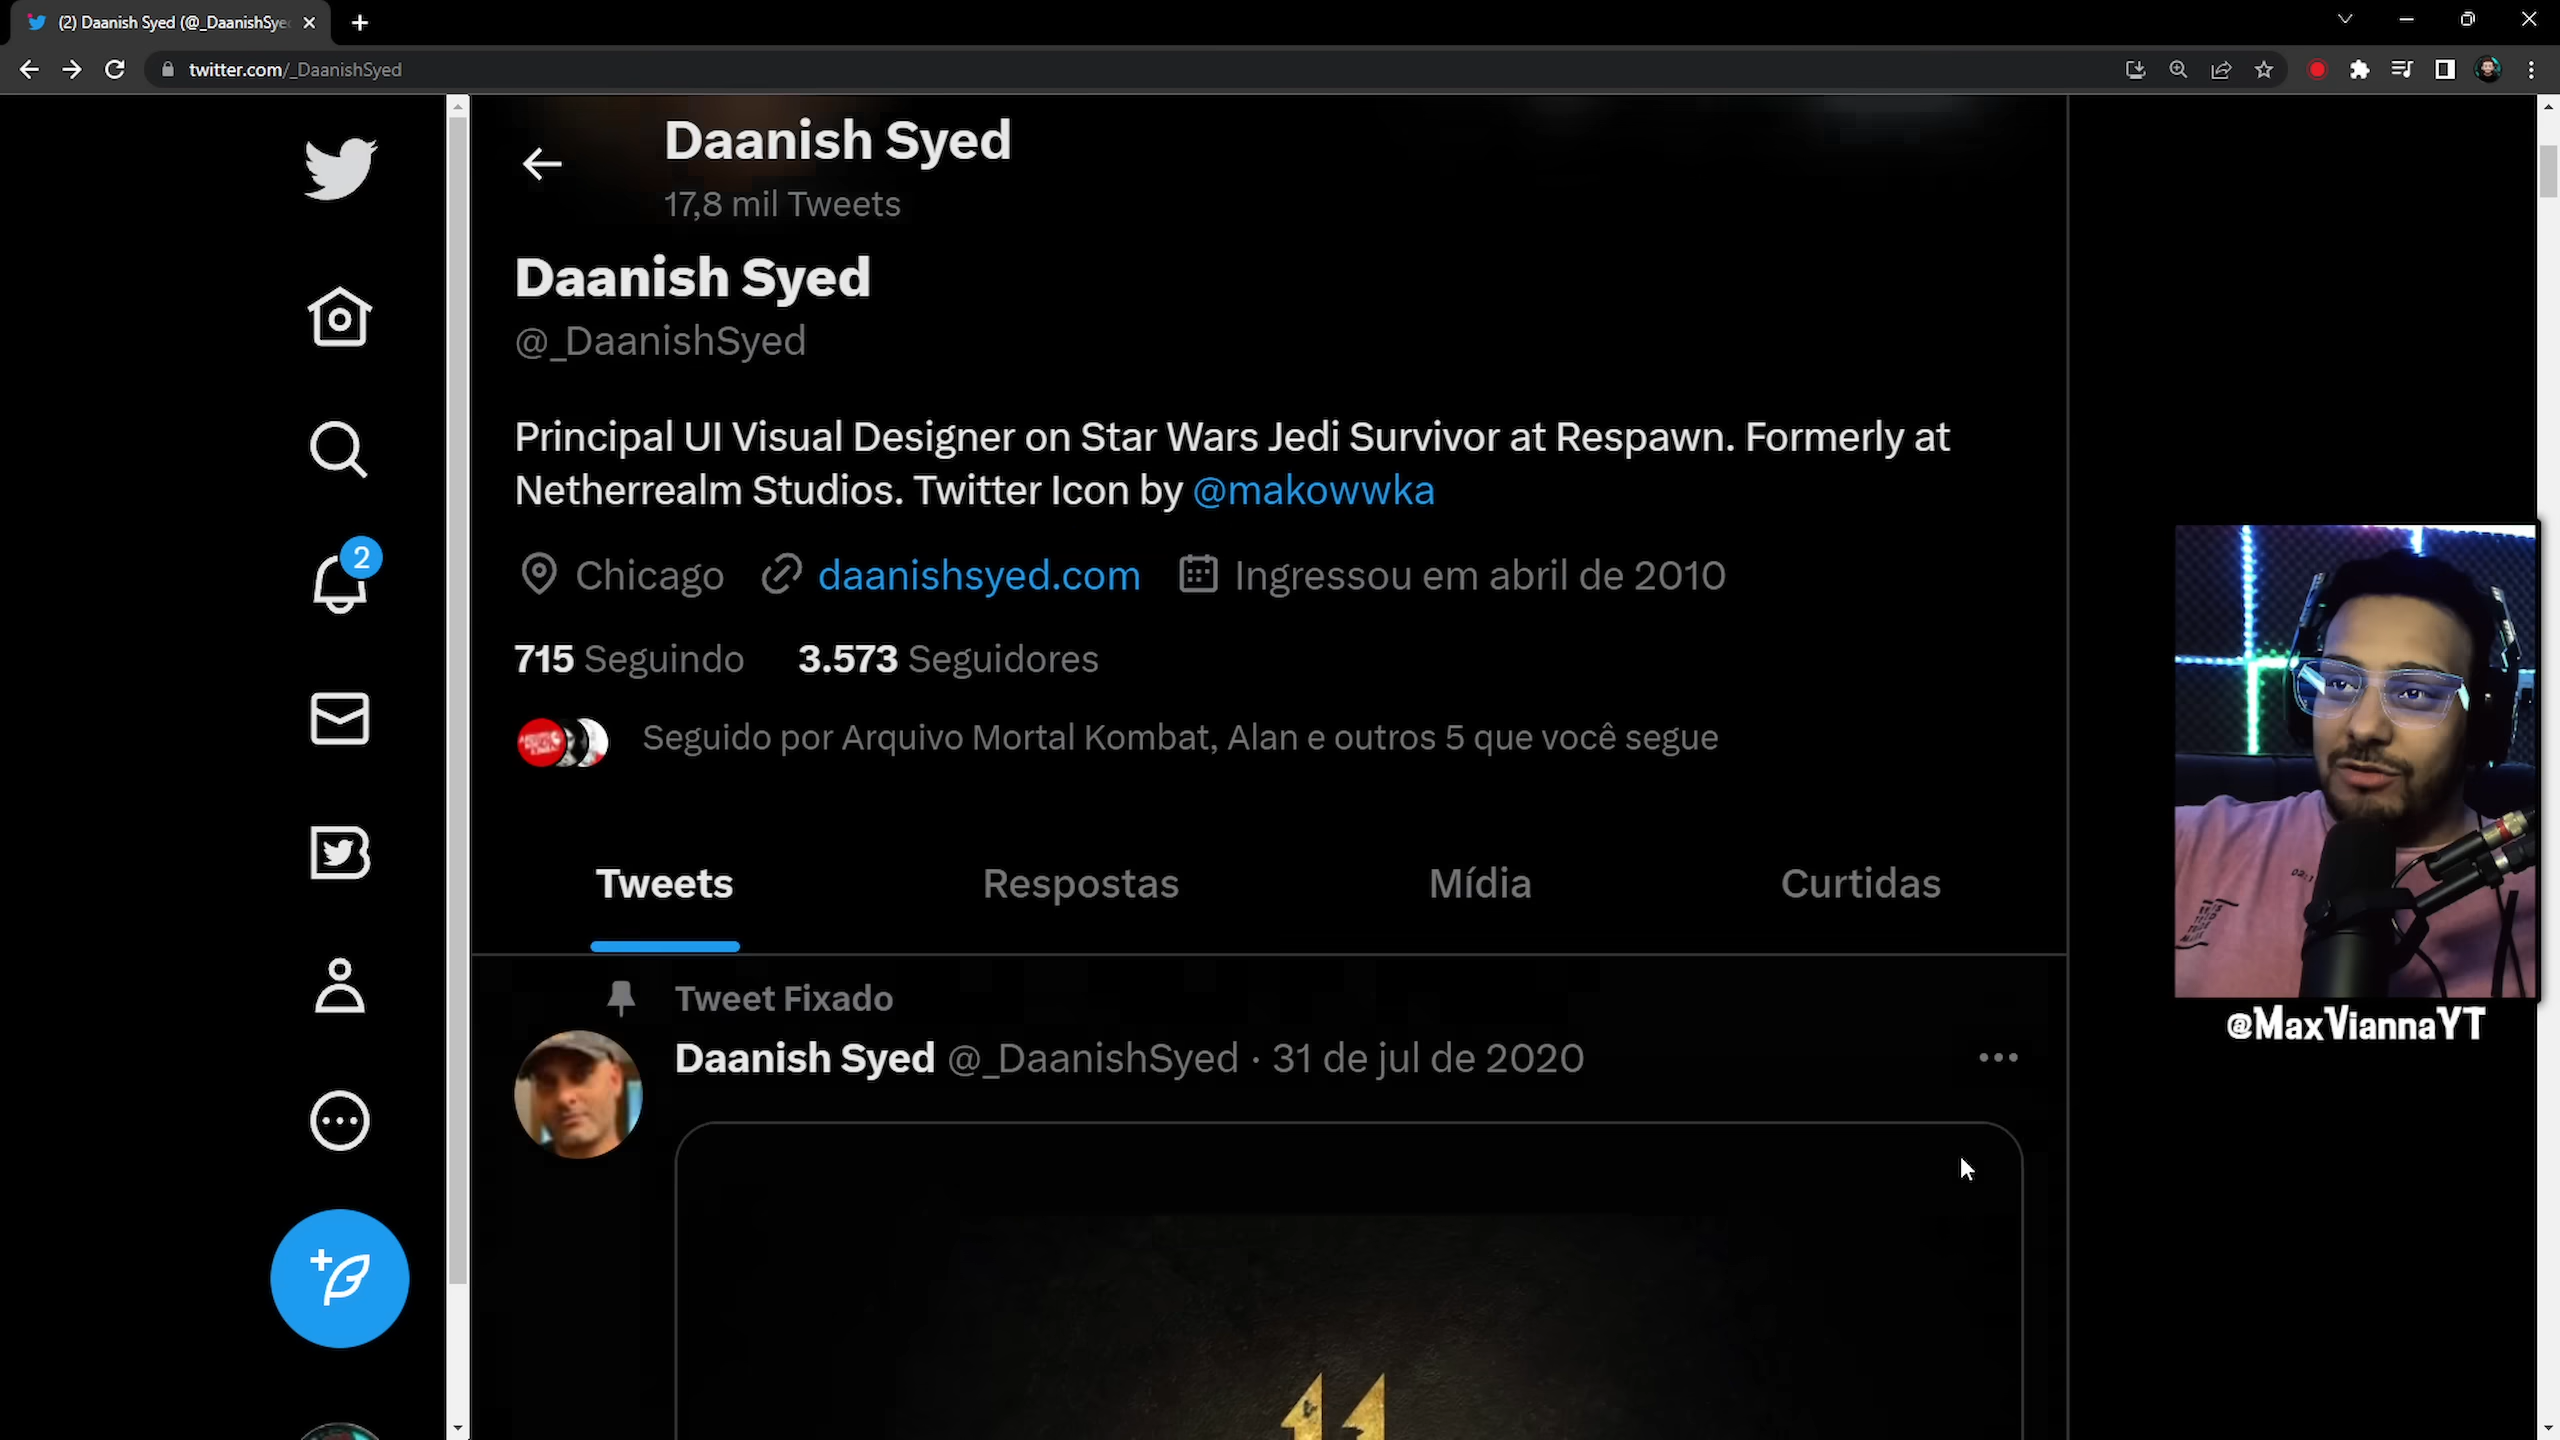 (2) Daanish Syed (@_DaanishSye
twitter.com/_DaanishSyed
Daanish Syed
17,8 mil Tweets
Daanish Syed
@_DaanishSyed
Principal UI Visual Designer on Star Wars Jedi Survivor at Respawn. Formerly at
Netherrealm Studios. Twitter Icon by @makowwka
Chicago daanishsyed.com Ingressou em abril de 2010
715 Seguindo 3.573 Seguidores
Seguido por Arquivo Mortal Kombat, Alan e outros 5 que você segue
2
Tweets Respostas Mídia Curtidas
Tweet Fixado
Daanish Syed @_DaanishSyed · 31 de jul de 2020
@MaxViannaYT